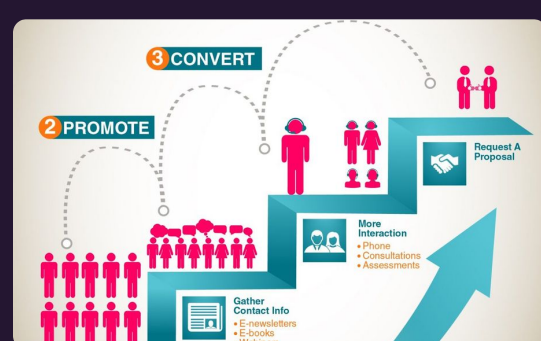 3 CONVERT
2 PROMOTE
Request A
Proposal
More
Interaction
• Phone
• Consultations
• Assessments
Gather
Contact Info
• E-newsletters
• E-books